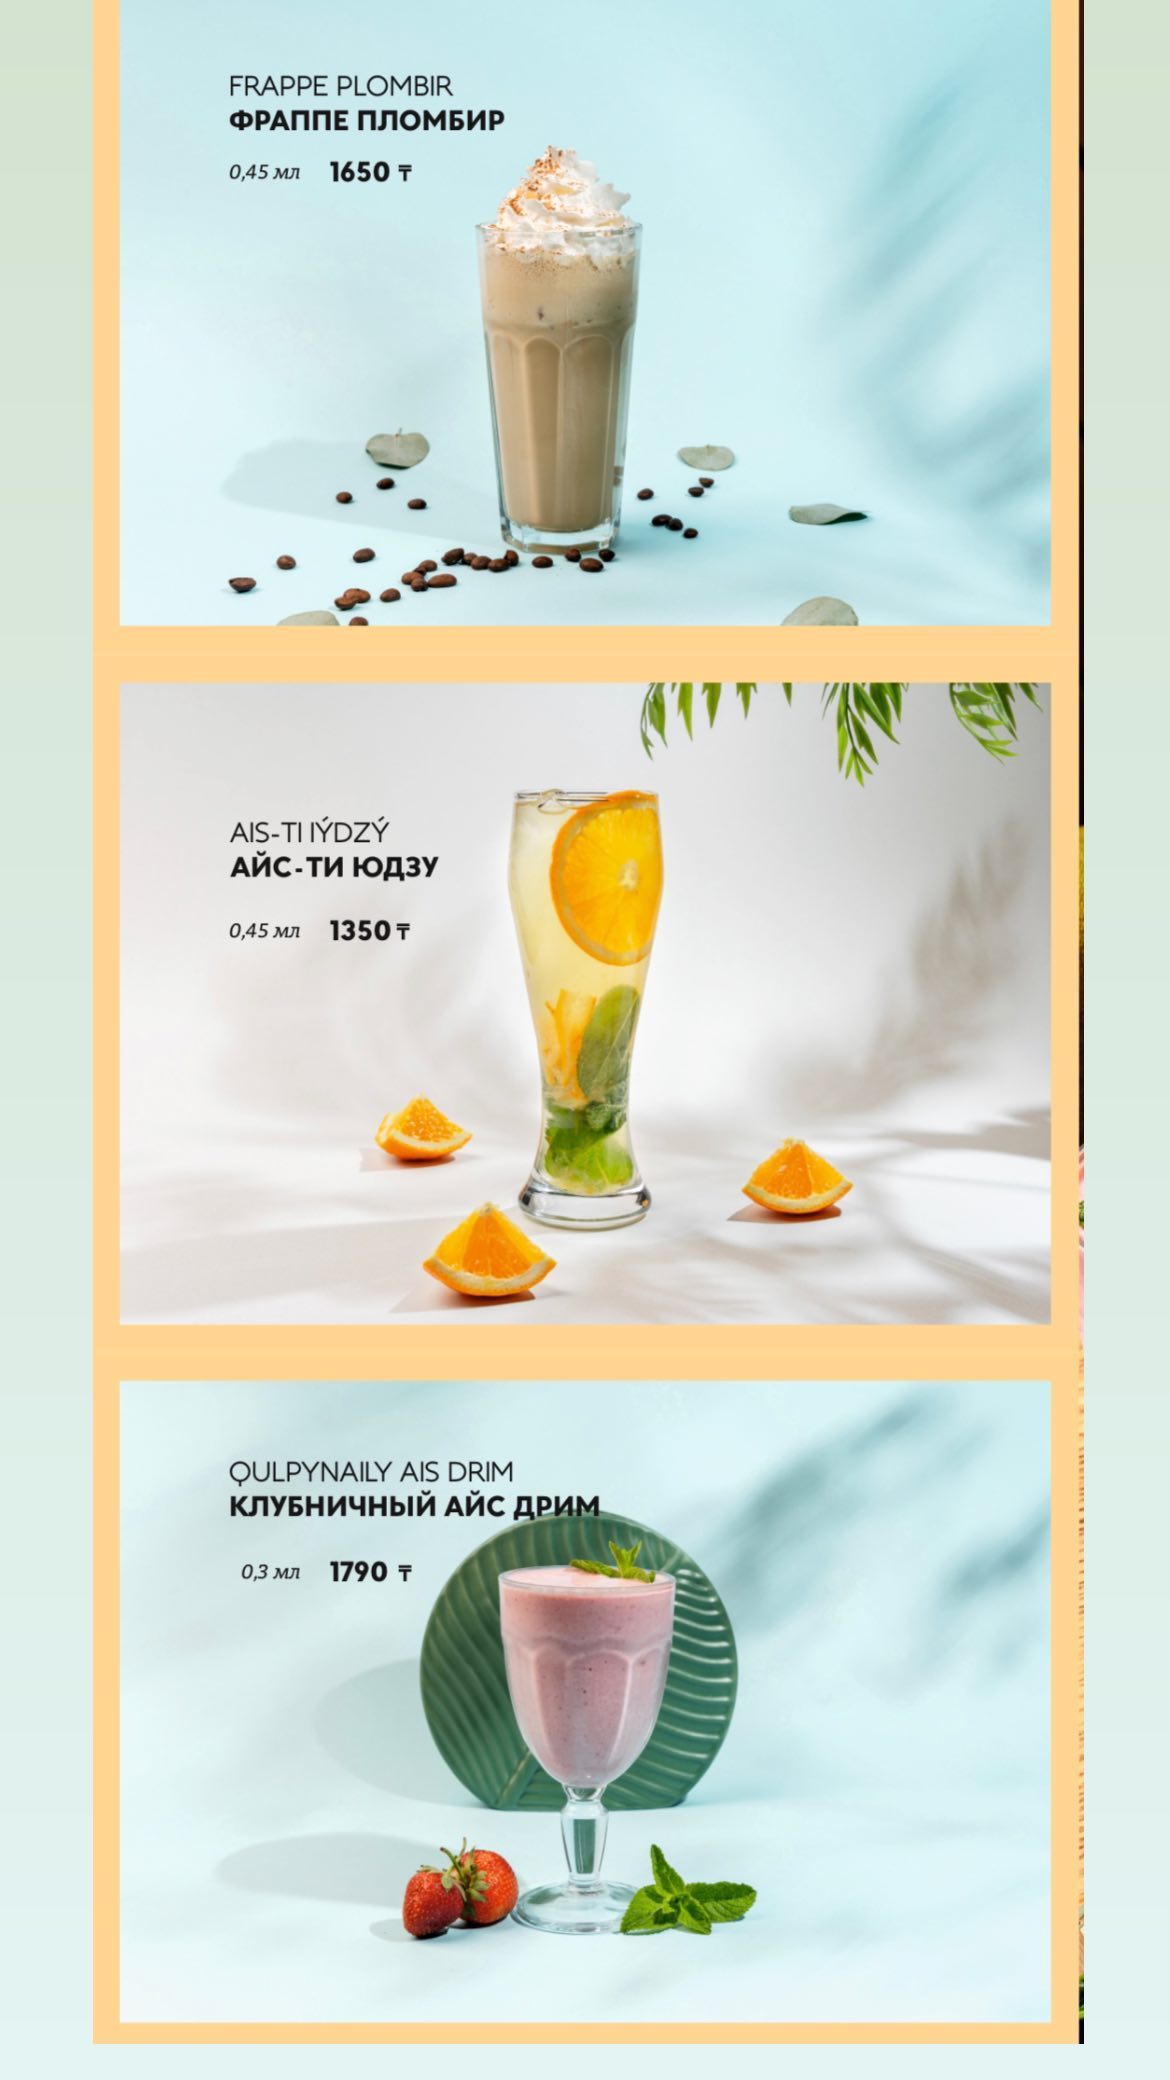 FRAPPE PLOMBIR
ФРАППЕ ПЛОМБИР
0,45 мл 1650 ₸
AIS-TI IÝDZÝ
АЙС-ТИ ЮДЗУ
0,45 мл 1350 ₸
QULPYNAILY AIS DRIM
КЛУБНИЧНЫЙ АЙС ДРИМ
0,3 мл 1790 ₸